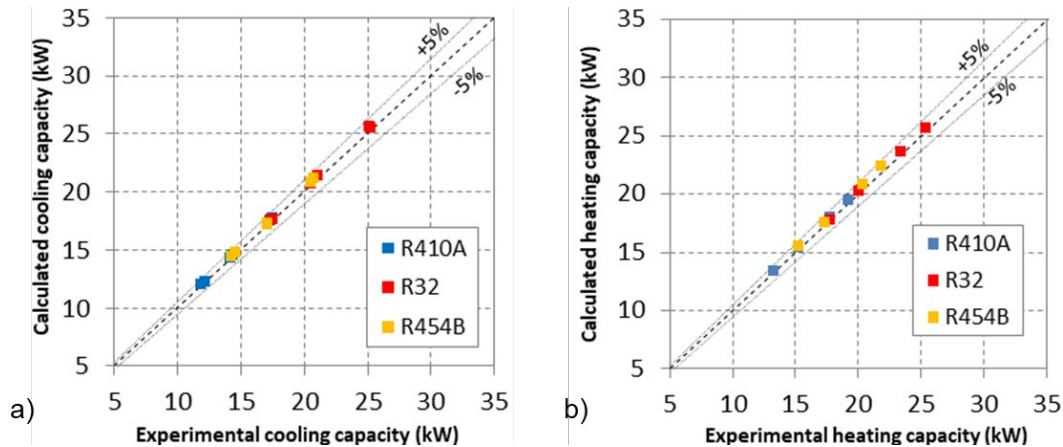 a)
Calculated cooling capacity (kW)
35
30
25
20
15
10
5
+5%
-5%
R410A
R32
R454B
5 10 15 20 25 30 35
Experimental cooling capacity (kW)
b)
Calculated heating capacity (kW)
35
30
25
20
15
10
5
+5%
-5%
R410A
R32
R454B
5 10 15 20 25 30 35
Experimental heating capacity (kW)